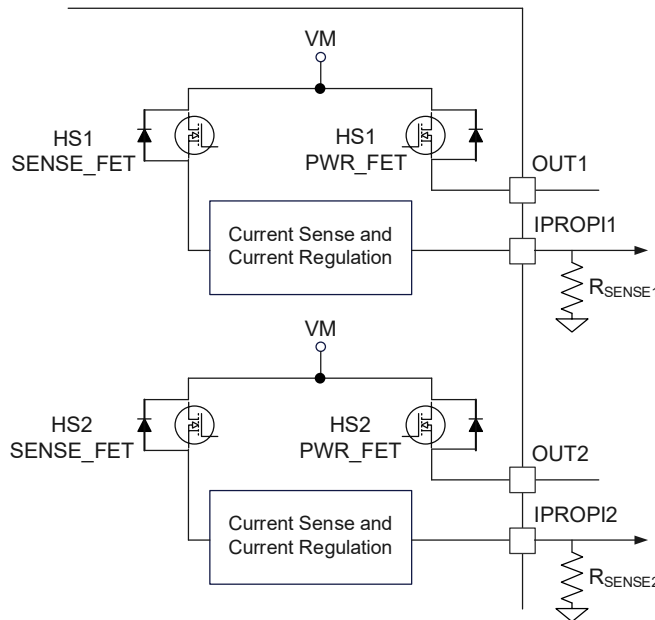 VM
HS1
SENSE_FET
HS1
PWR_FET
OUT1
IPROPI1
Current Sense and
Current Regulation
RSENSE1
VM
HS2
SENSE_FET
HS2
PWR_FET
OUT2
IPROPI2
Current Sense and
Current Regulation
RSENSE2